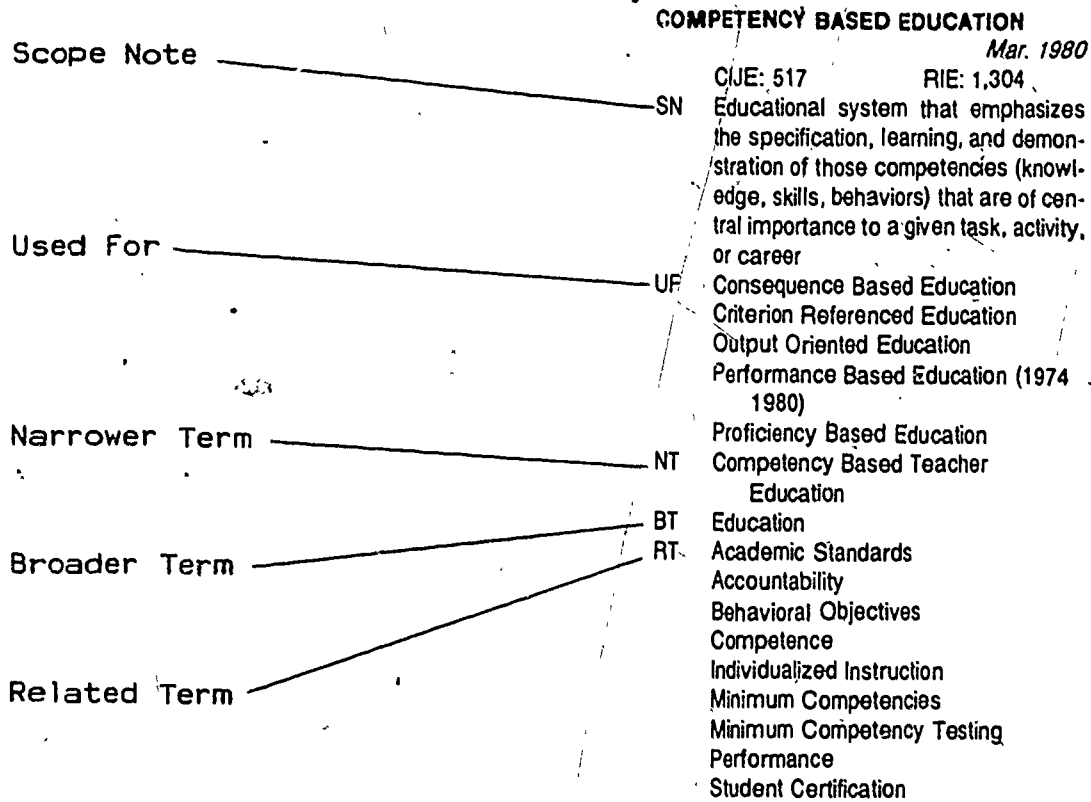 COMPETENCY BASED EDUCATION
Mar. 1980
CIJE: 517 RIE: 1,304
Scope Note
SN Educational system that emphasizes
the specification, learning, and demon-
stration of those competencies (knowl-
edge, skills, behaviors) that are of cen-
tral importance to a given task, activity,
or career
Used For
UF Consequence Based Education
Criterion Referenced Education
Output Oriented Education
Performance Based Education (1974
1980)
Proficiency Based Education
Narrower Term
NT Competency Based Teacher
Education
BT Education
Broader Term
RT Academic Standards
Accountability
Behavioral Objectives
Competence
Individualized Instruction
Related Term
Minimum Competencies
Minimum Competency Testing
Performance
Student Certification